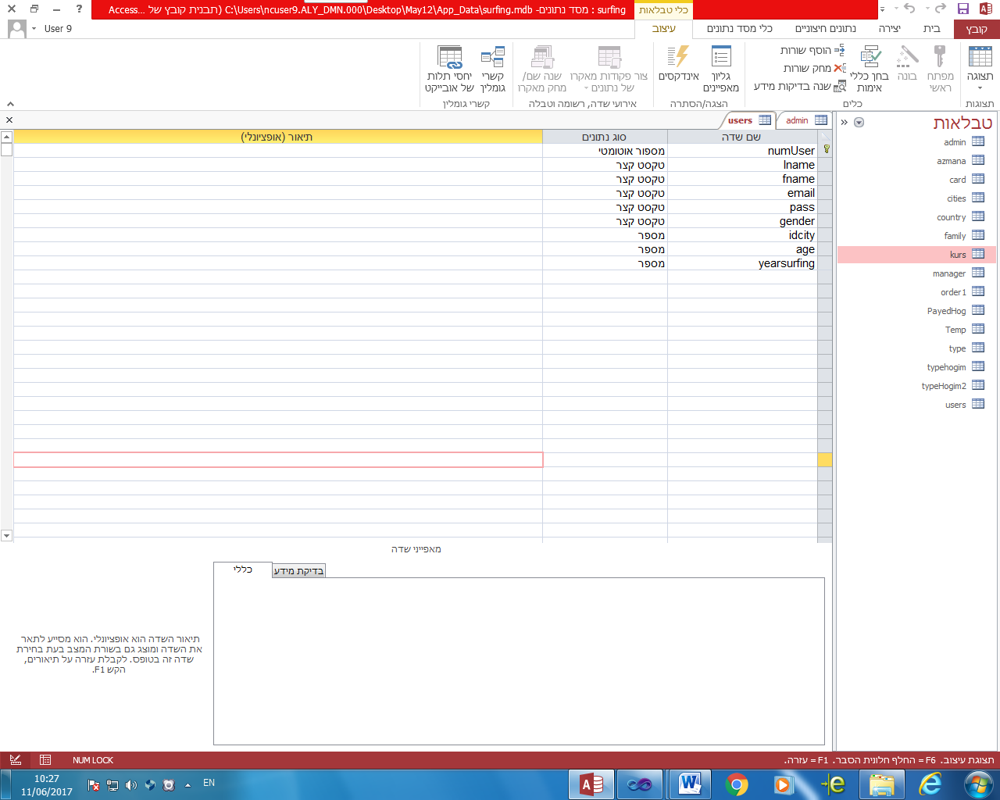 surfing : מסד נתונים- C:\Users\ncuser9.ALY_DMN.000\Desktop\May12\App_Data\surfing.mdb (תבנית קובץ של Access...
כלי טבלאות
קובץ
בית
יצירה
נתונים חיצוניים
כלי מסד נתונים
עיצוב
User 9
תצוגה
מפתח ראשי
בונה
בחן כללי אימות
הוסף שורות
מחק שורות
שנה בדיקות מידע
גליון מאפיינים
אינדקסים
צור פקודות מאקרו של נתונים
שנה שם/ מחק מאקרו
קשרי גומלין
יחסי תלות של אובייקט
תצוגות
כלים
הצגה/הסתרה
אירועי שדה, רשומה וטבלה
קשרי גומלין
טבלאות
admin
azmana
card
cities
country
family
kurs
manager
order1
PayedHog
Temp
type
typehogim
typeHogim2
users
admin
users
שם שדה
סוג נתונים
תיאור (אופציונלי)
numUser מספור אוטומטי
lname טקסט קצר
fname טקסט קצר
email טקסט קצר
pass טקסט קצר
gender טקסט קצר
idcity מספר
age מספר
yearsurfing מספר
מאפייני שדה
כללי
בדיקת מידע
תיאור השדה הוא אופציונלי. הוא מסייע לתאר
את השדה ומוצג גם בשורת המצב בעת בחירת
שדה זה בטופס. לקבלת עזרה על תיאורים,
הקש F1.
תצוגת עיצוב. F6 = החלף חלונית הסבר. F1 = עזרה.
NUM LOCK
EN
10:27
11/06/2017